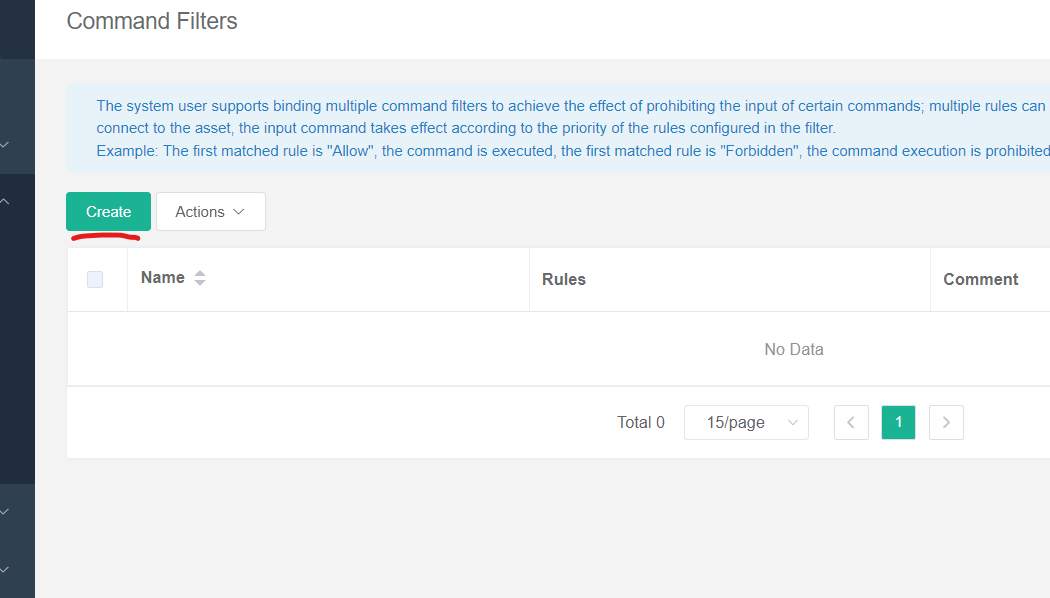 Command Filters
The system user supports binding multiple command filters to achieve the effect of prohibiting the input of certain commands; multiple rules can
connect to the asset, the input command takes effect according to the priority of the rules configured in the filter.
Example: The first matched rule is "Allow", the command is executed, the first matched rule is "Forbidden", the command execution is prohibited
Create Actions
Name Rules Comment
No Data
Total 0 15/page 1